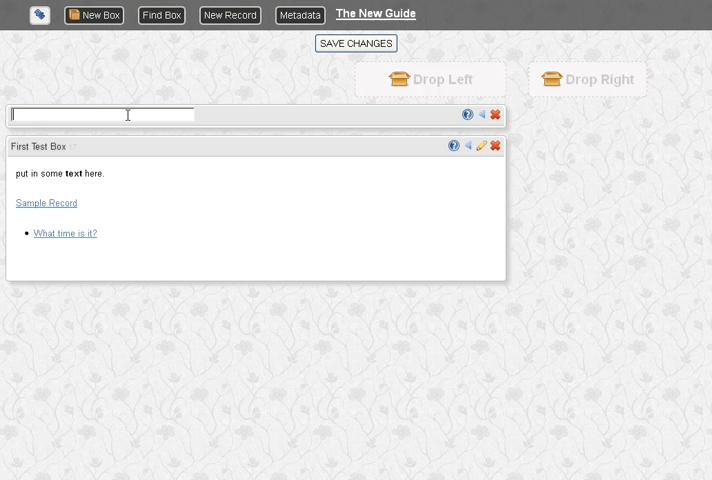 New Box
Find Box
New Record
Metadata
The New Guide
SAVE CHANGES
Drop Left
Drop Right
First Test Box
put in some text here.
Sample Record
What time is it?